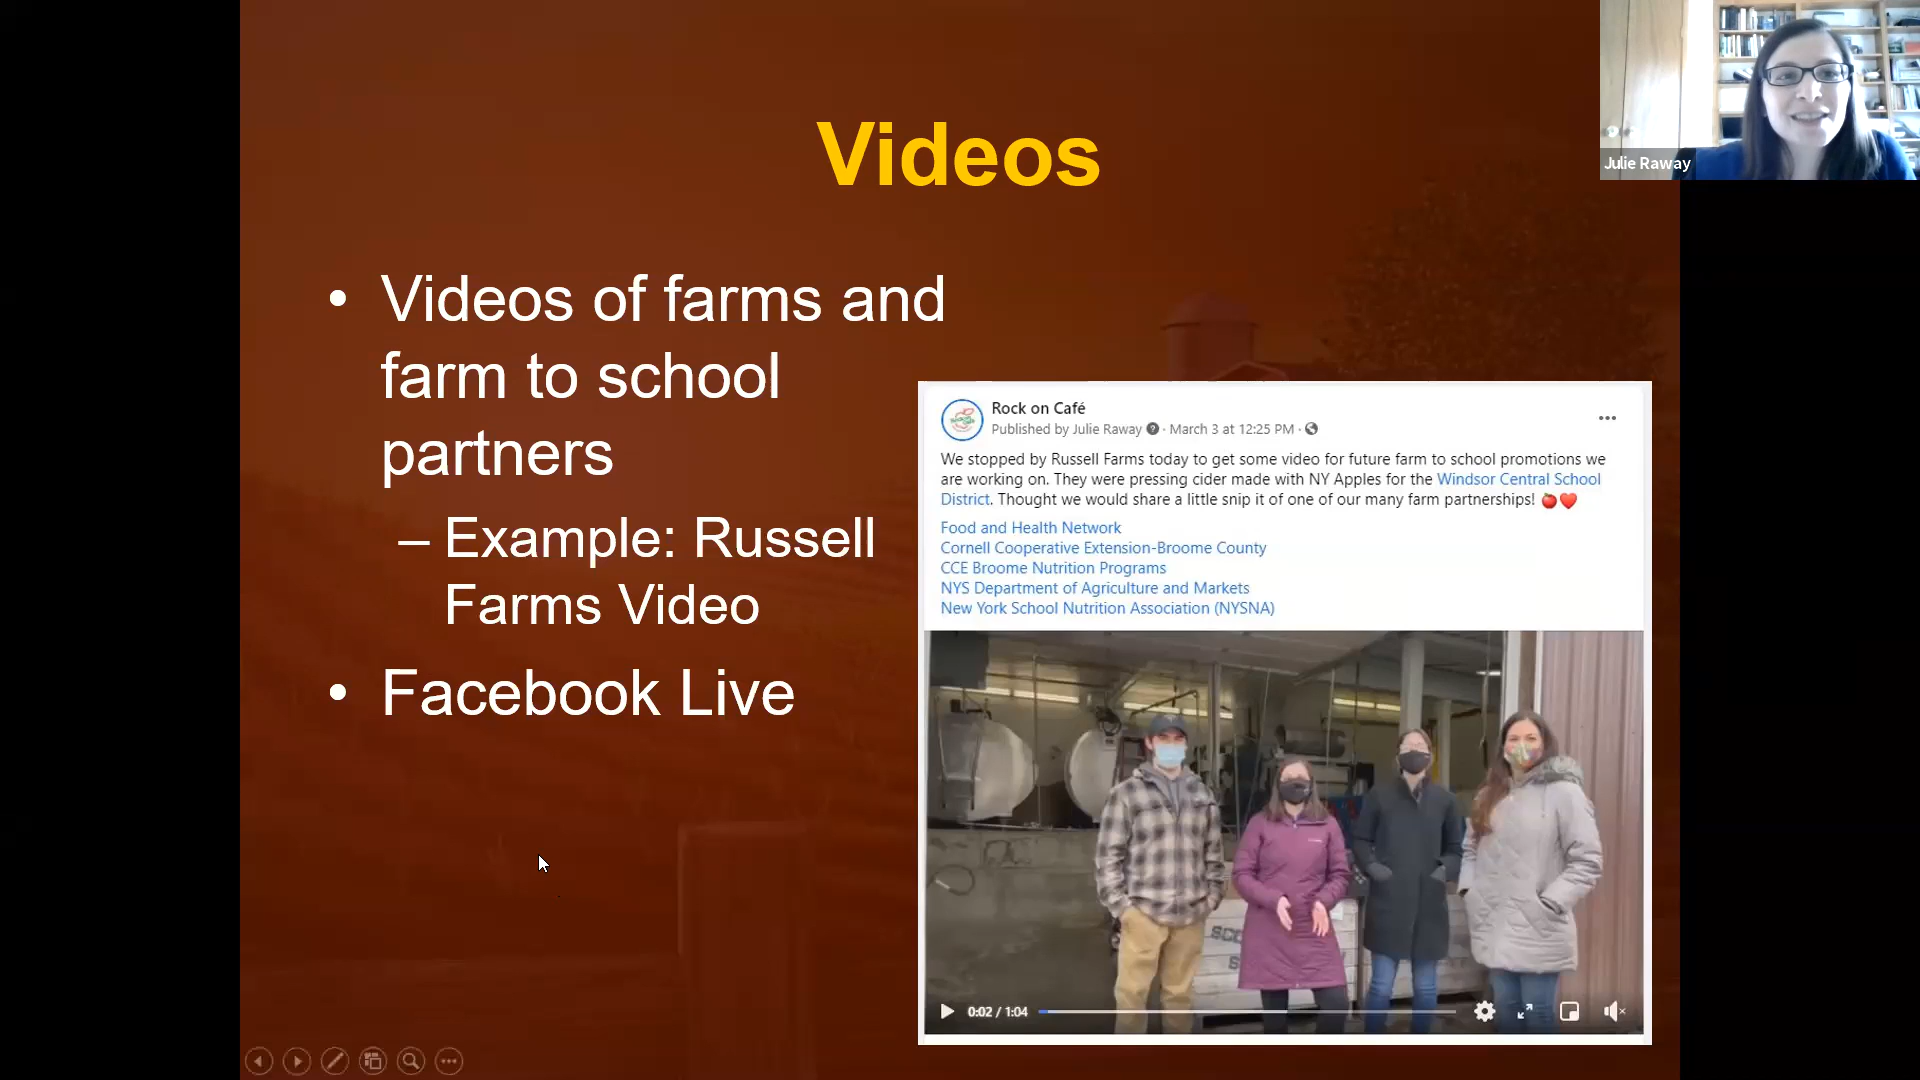 Videos
Julie Raway
• Videos of farms and
farm to school
partners
– Example: Russell
Farms Video
• Facebook Live
Rock on Café
Published by Julie Raway · March 3 at 12:25 PM ·
We stopped by Russell Farms today to get some video for future farm to school promotions we
are working on. They were pressing cider made with NY Apples for the Windsor Central School
District. Thought we would share a little snip it of one of our many farm partnerships! 🍎❤️
Food and Health Network
Cornell Cooperative Extension-Broome County
CCE Broome Nutrition Programs
NYS Department of Agriculture and Markets
New York School Nutrition Association (NYSNA)
0:02 / 1:04